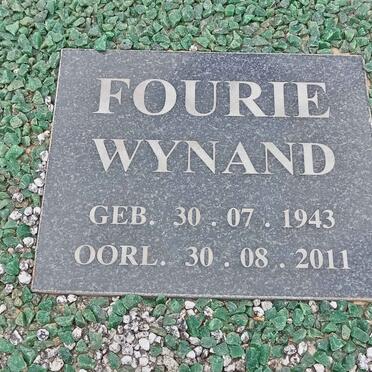 FOURIE
WYNAND
GEB. 30 . 07 . 1943
OORL. 30 . 08 . 2011